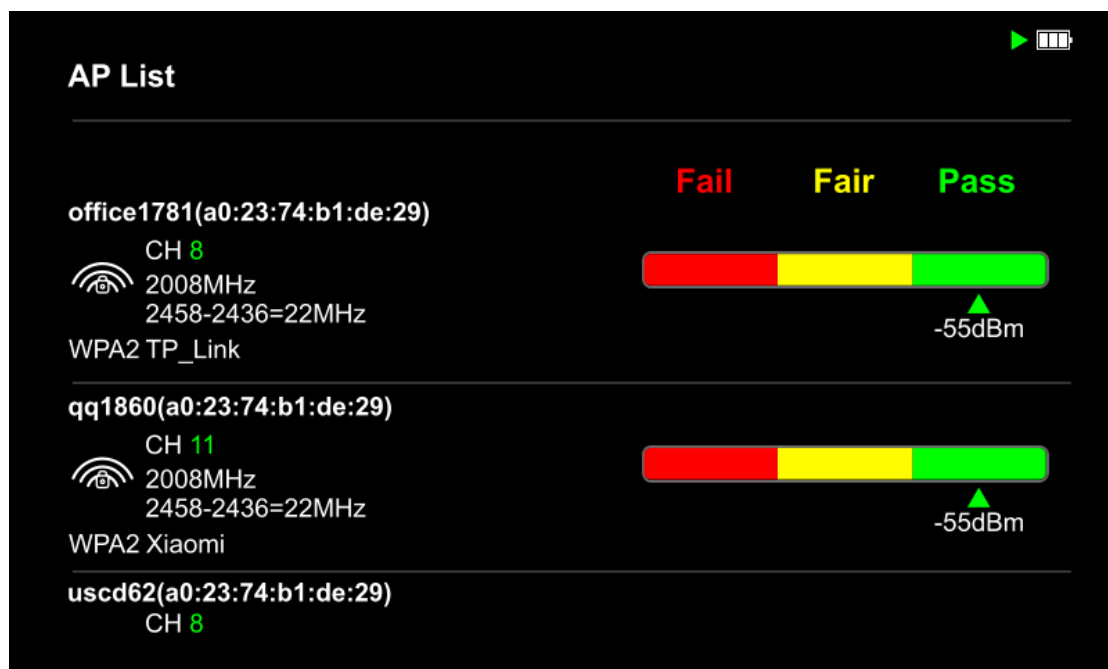 AP List
Fail Fair Pass
office1781(a0:23:74:b1:de:29)
CH 8
2008MHz
2458-2436=22MHz
-55dBm
WPA2 TP_Link
qq1860(a0:23:74:b1:de:29)
CH 11
2008MHz
2458-2436=22MHz
-55dBm
WPA2 Xiaomi
uscd62(a0:23:74:b1:de:29)
CH 8